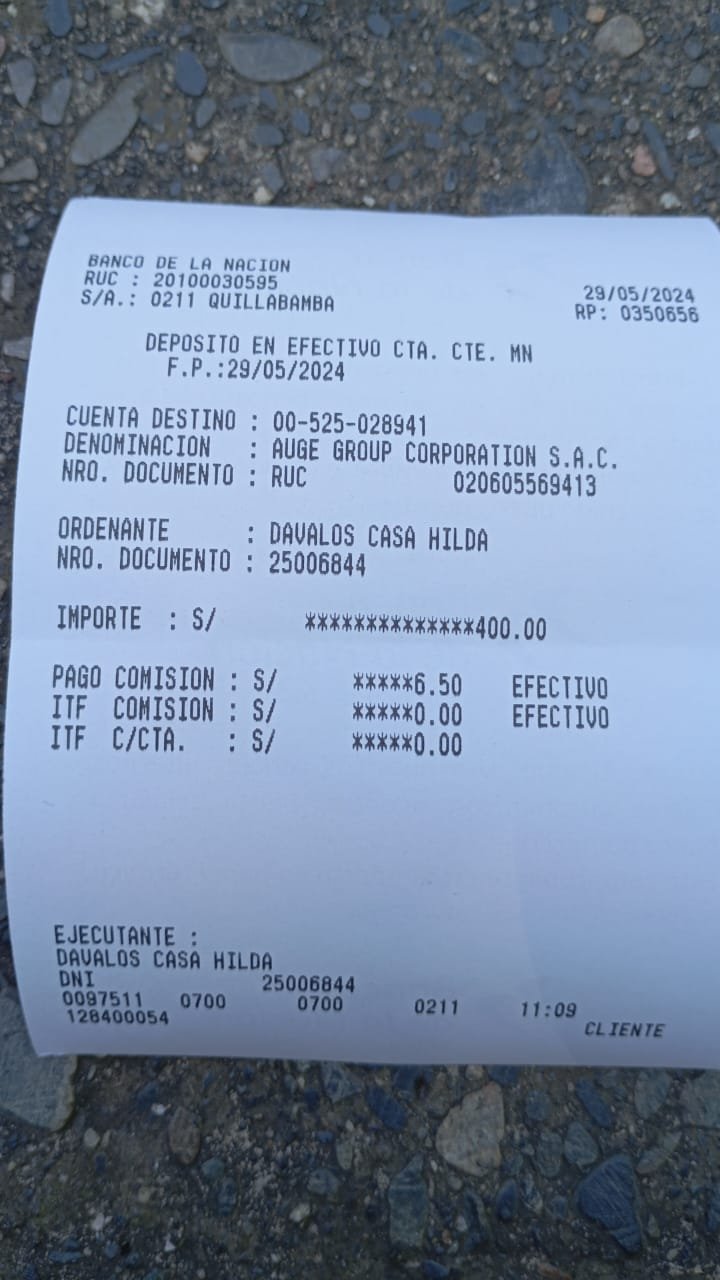 BANCO DE LA NACION
RUC : 20100030595
S/A.: 0211 QUILLABAMBA
29/05/2024
RP: 0350656
DEPOSITO EN EFECTIVO CTA. CTE. MN
F.P.:29/05/2024
CUENTA DESTINO : 00-525-028941
DENOMINACION : AUGE GROUP CORPORATION S.A.C.
NRO. DOCUMENTO : RUC 020605569413
ORDENANTE : DAVALOS CASA HILDA
NRO. DOCUMENTO : 25006844
IMPORTE : S/ **************400.00
PAGO COMISION : S/ *****6.50 EFECTIVO
ITF COMISION : S/ *****0.00 EFECTIVO
ITF C/CTA. : S/ *****0.00
EJECUTANTE :
DAVALOS CASA HILDA
DNI 25006844
0097511 0700 0700 0211 11:09
128400054 CLIENTE